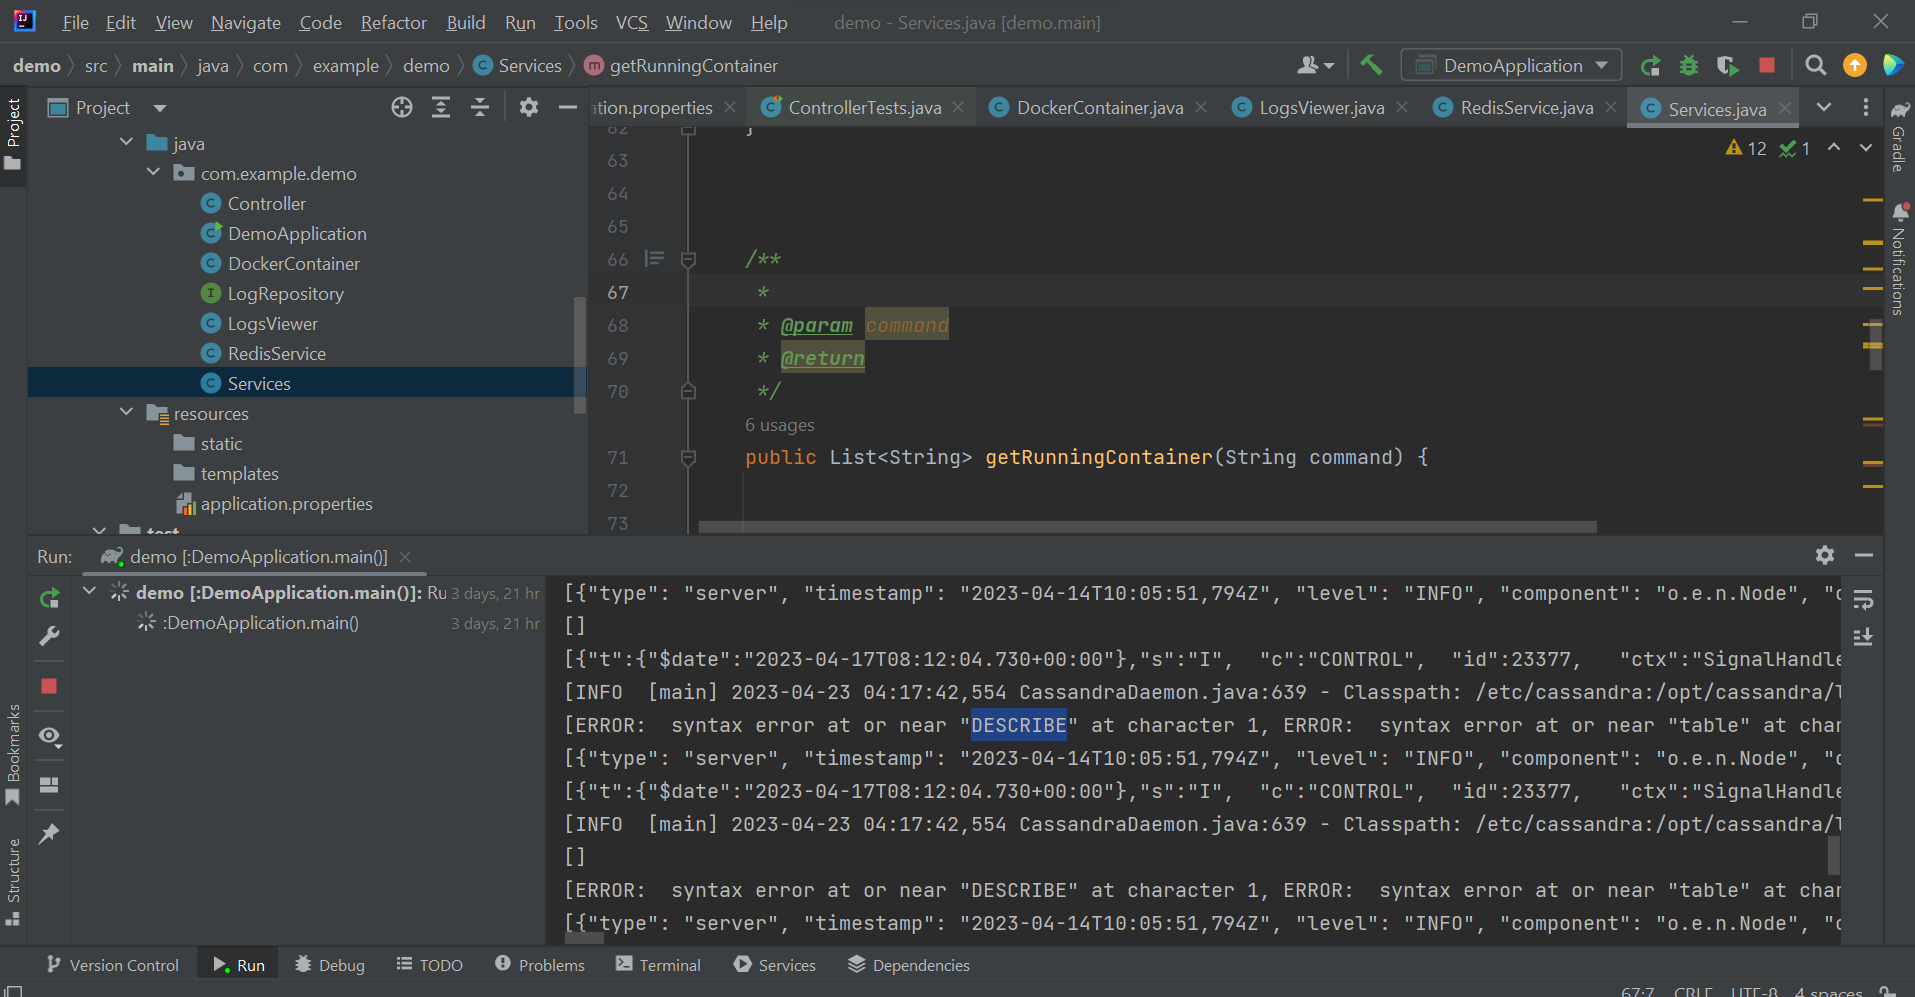 File Edit View Navigate Code Refactor Build Run Tools VCS Window Help demo - Services.java [demo.main]
demo src main java com example demo Services getRunningContainer DemoApplication
Project
ation.properties ControllerTests.java DockerContainer.java LogsViewer.java RedisService.java Services.java
Project
java
com.example.demo
Controller
DemoApplication
DockerContainer
LogRepository
LogsViewer
RedisService
Services
resources
static
templates
application.properties
test
12 1
62 }
63
64
65
66 /**
67 *
68 * @param command
69 * @return
70 */
6 usages
71 public List<String> getRunningContainer(String command) {
72
73
Gradle
Notifications
Run: demo [:DemoApplication.main()]
demo [:DemoApplication.main()]: Ru 3 days, 21 hr
:DemoApplication.main() 3 days, 21 hr
[{"type": "server", "timestamp": "2023-04-14T10:05:51,794Z", "level": "INFO", "component": "o.e.n.Node", "c
[]
[{"t":{"$date":"2023-04-17T08:12:04.730+00:00"},"s":"I", "c":"CONTROL", "id":23377, "ctx":"SignalHandle
[INFO [main] 2023-04-23 04:17:42,554 CassandraDaemon.java:639 - Classpath: /etc/cassandra:/opt/cassandra/l
[ERROR: syntax error at or near "DESCRIBE" at character 1, ERROR: syntax error at or near "table" at char
[{"type": "server", "timestamp": "2023-04-14T10:05:51,794Z", "level": "INFO", "component": "o.e.n.Node", "c
[{"t":{"$date":"2023-04-17T08:12:04.730+00:00"},"s":"I", "c":"CONTROL", "id":23377, "ctx":"SignalHandle
[INFO [main] 2023-04-23 04:17:42,554 CassandraDaemon.java:639 - Classpath: /etc/cassandra:/opt/cassandra/l
[]
[ERROR: syntax error at or near "DESCRIBE" at character 1, ERROR: syntax error at or near "table" at char
[{"type": "server", "timestamp": "2023-04-14T10:05:51,794Z", "level": "INFO", "component": "o.e.n.Node", "c
Bookmarks
Structure
Version Control Run Debug TODO Problems Terminal Services Dependencies
67:7 CRLF UTF-8 4 spaces